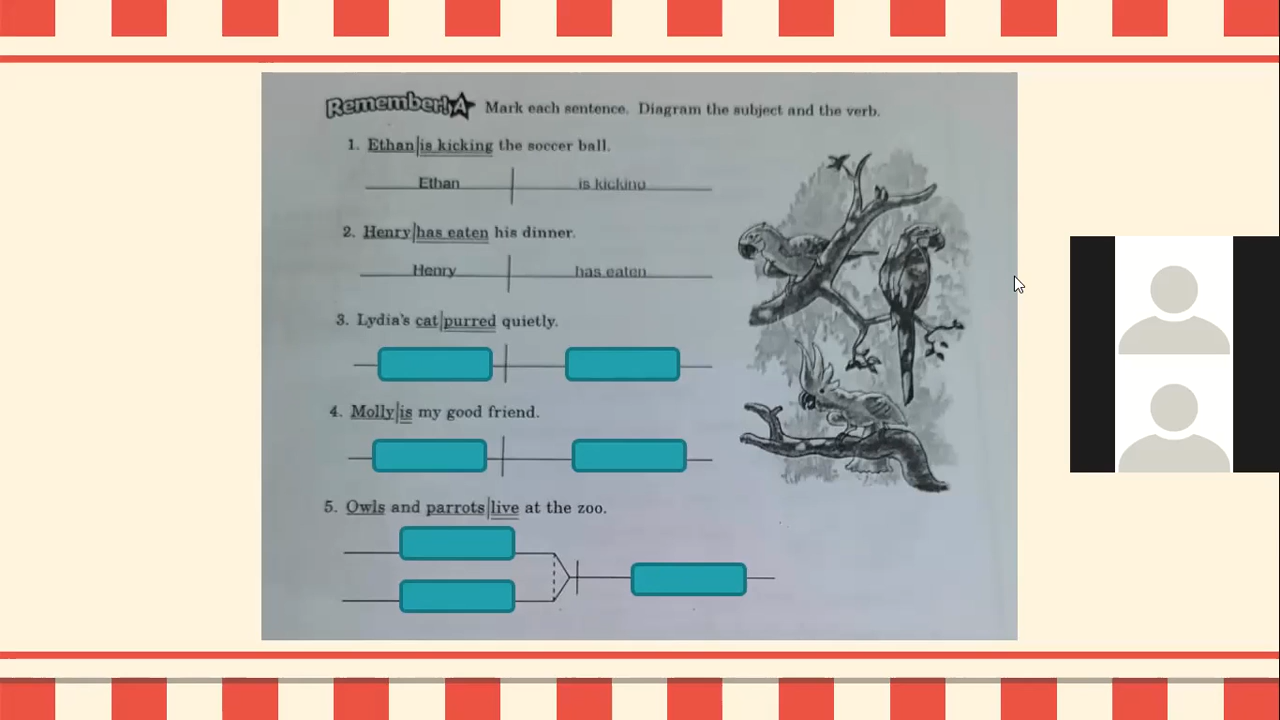 Remember! A Mark each sentence. Diagram the subject and the verb.
1. Ethan is kicking the soccer ball.
Ethan is kicking
2. Henry has eaten his dinner.
Henry has eaten
3. Lydia's cat purred quietly.
4. Molly is my good friend.
5. Owls and parrots live at the zoo.